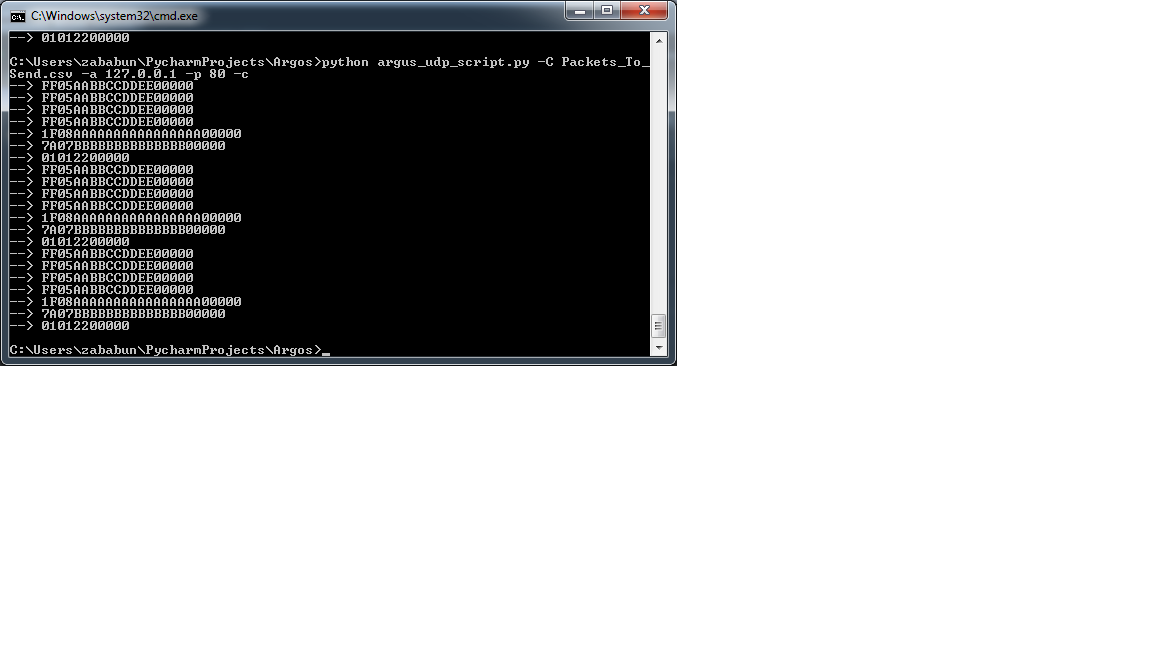 C:\Windows\system32\cmd.exe
--> 01012200000
C:\Users\zababun\PycharmProjects\Argos>python argus_udp_script.py -C Packets_To_
Send.csv -a 127.0.0.1 -p 80 -c
--> FF05AABBCCDDEE00000
--> FF05AABBCCDDEE00000
--> FF05AABBCCDDEE00000
--> FF05AABBCCDDEE00000
--> 1F08AAAAAAAAAAAAAAAA00000
--> 7A07BBBBBBBBBBBBBB00000
--> 01012200000
--> FF05AABBCCDDEE00000
--> FF05AABBCCDDEE00000
--> FF05AABBCCDDEE00000
--> FF05AABBCCDDEE00000
--> 1F08AAAAAAAAAAAAAAAA00000
--> 7A07BBBBBBBBBBBBBB00000
--> 01012200000
--> FF05AABBCCDDEE00000
--> FF05AABBCCDDEE00000
--> FF05AABBCCDDEE00000
--> FF05AABBCCDDEE00000
--> 1F08AAAAAAAAAAAAAAAA00000
--> 7A07BBBBBBBBBBBBBB00000
--> 01012200000
C:\Users\zababun\PycharmProjects\Argos>_